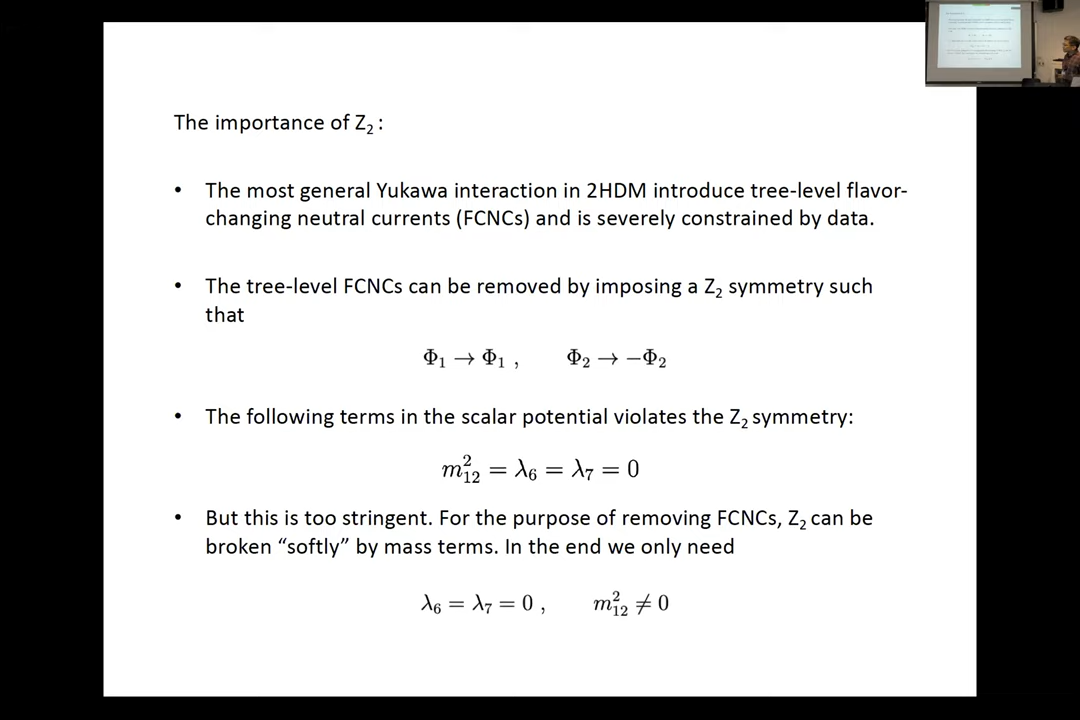 The importance of Z₂ :
• The most general Yukawa interaction in 2HDM introduce tree-level flavor-
changing neutral currents (FCNCs) and is severely constrained by data.
• The tree-level FCNCs can be removed by imposing a Z₂ symmetry such
that
Φ₁ → Φ₁ , Φ₂ → −Φ₂
• The following terms in the scalar potential violates the Z₂ symmetry:
m₁₂² = λ₆ = λ₇ = 0
• But this is too stringent. For the purpose of removing FCNCs, Z₂ can be
broken “softly” by mass terms. In the end we only need
λ₆ = λ₇ = 0 , m₁₂² ≠ 0